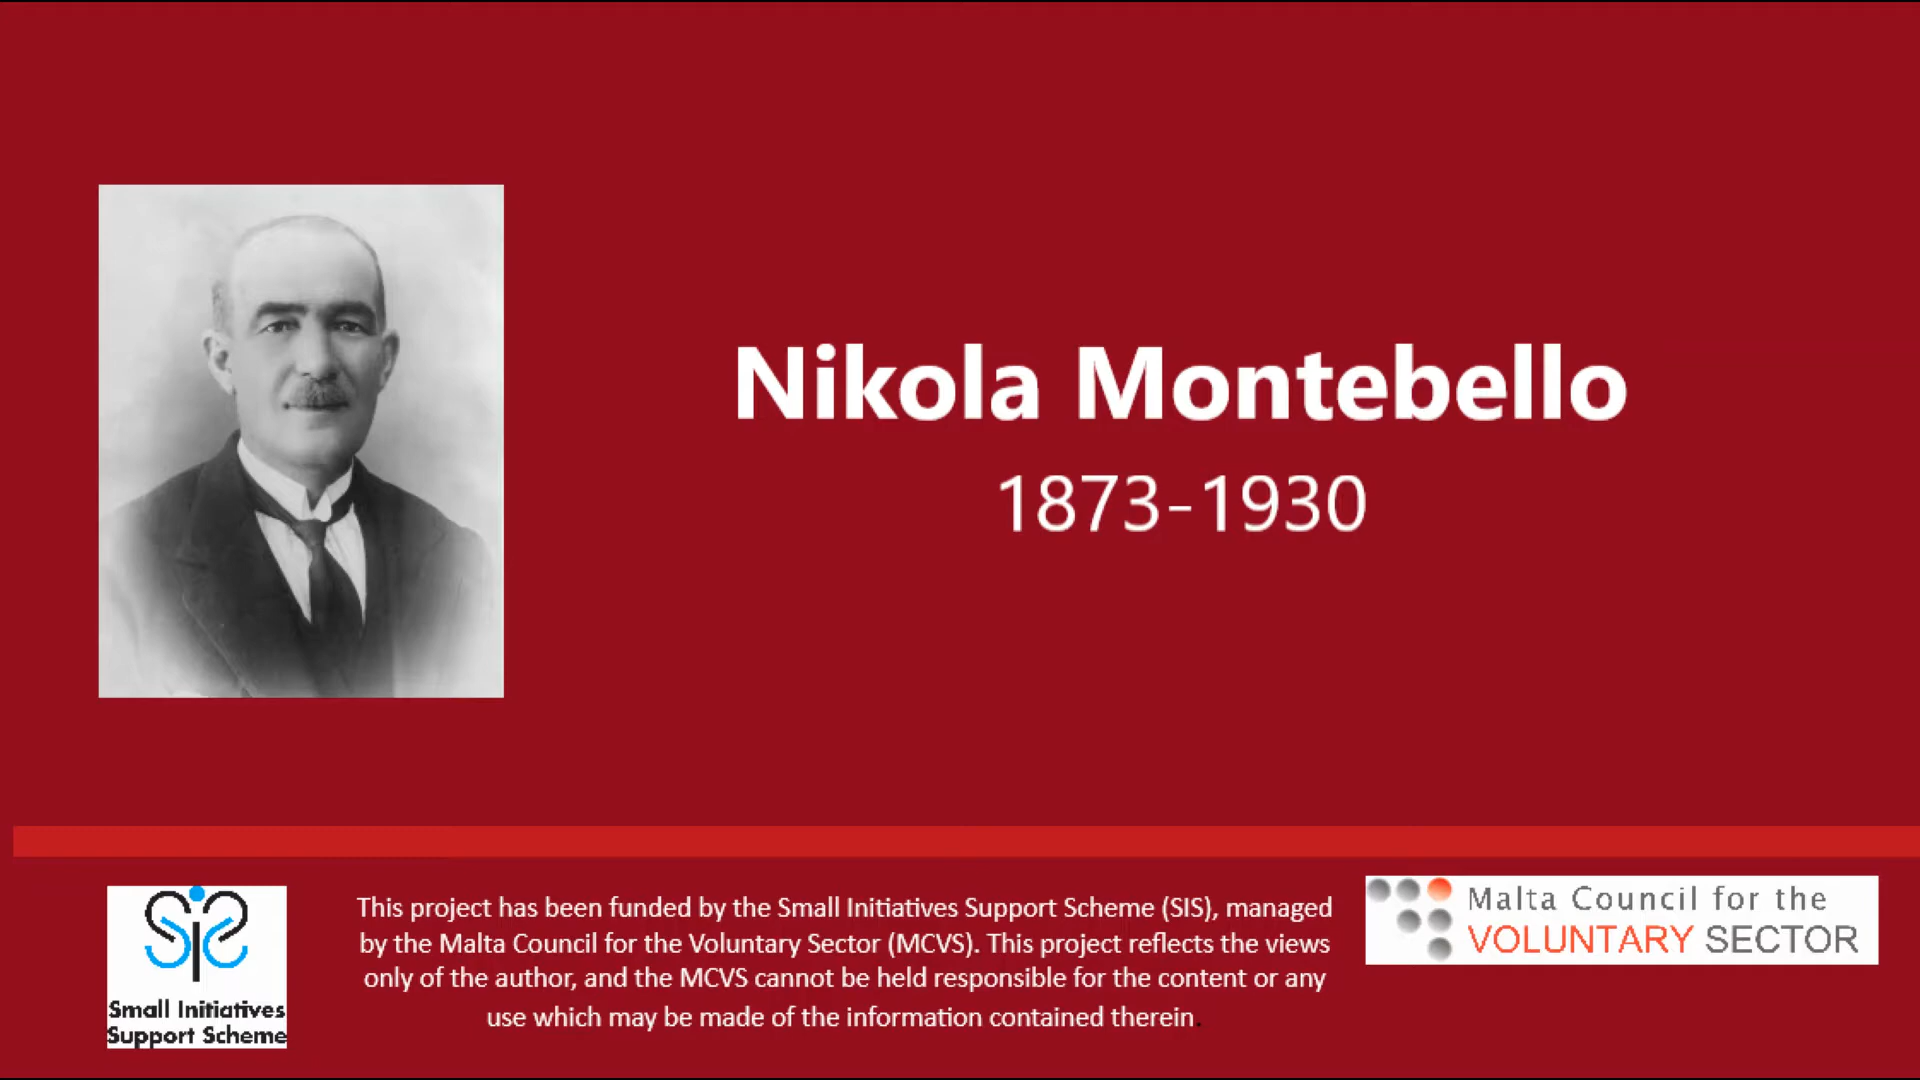 Nikola Montebello
1873-1930
SIS
Small Initiatives
Support Scheme
This project has been funded by the Small Initiatives Support Scheme (SIS), managed
by the Malta Council for the Voluntary Sector (MCVS). This project reflects the views
only of the author, and the MCVS cannot be held responsible for the content or any
use which may be made of the information contained therein.
Malta Council for the
VOLUNTARY SECTOR